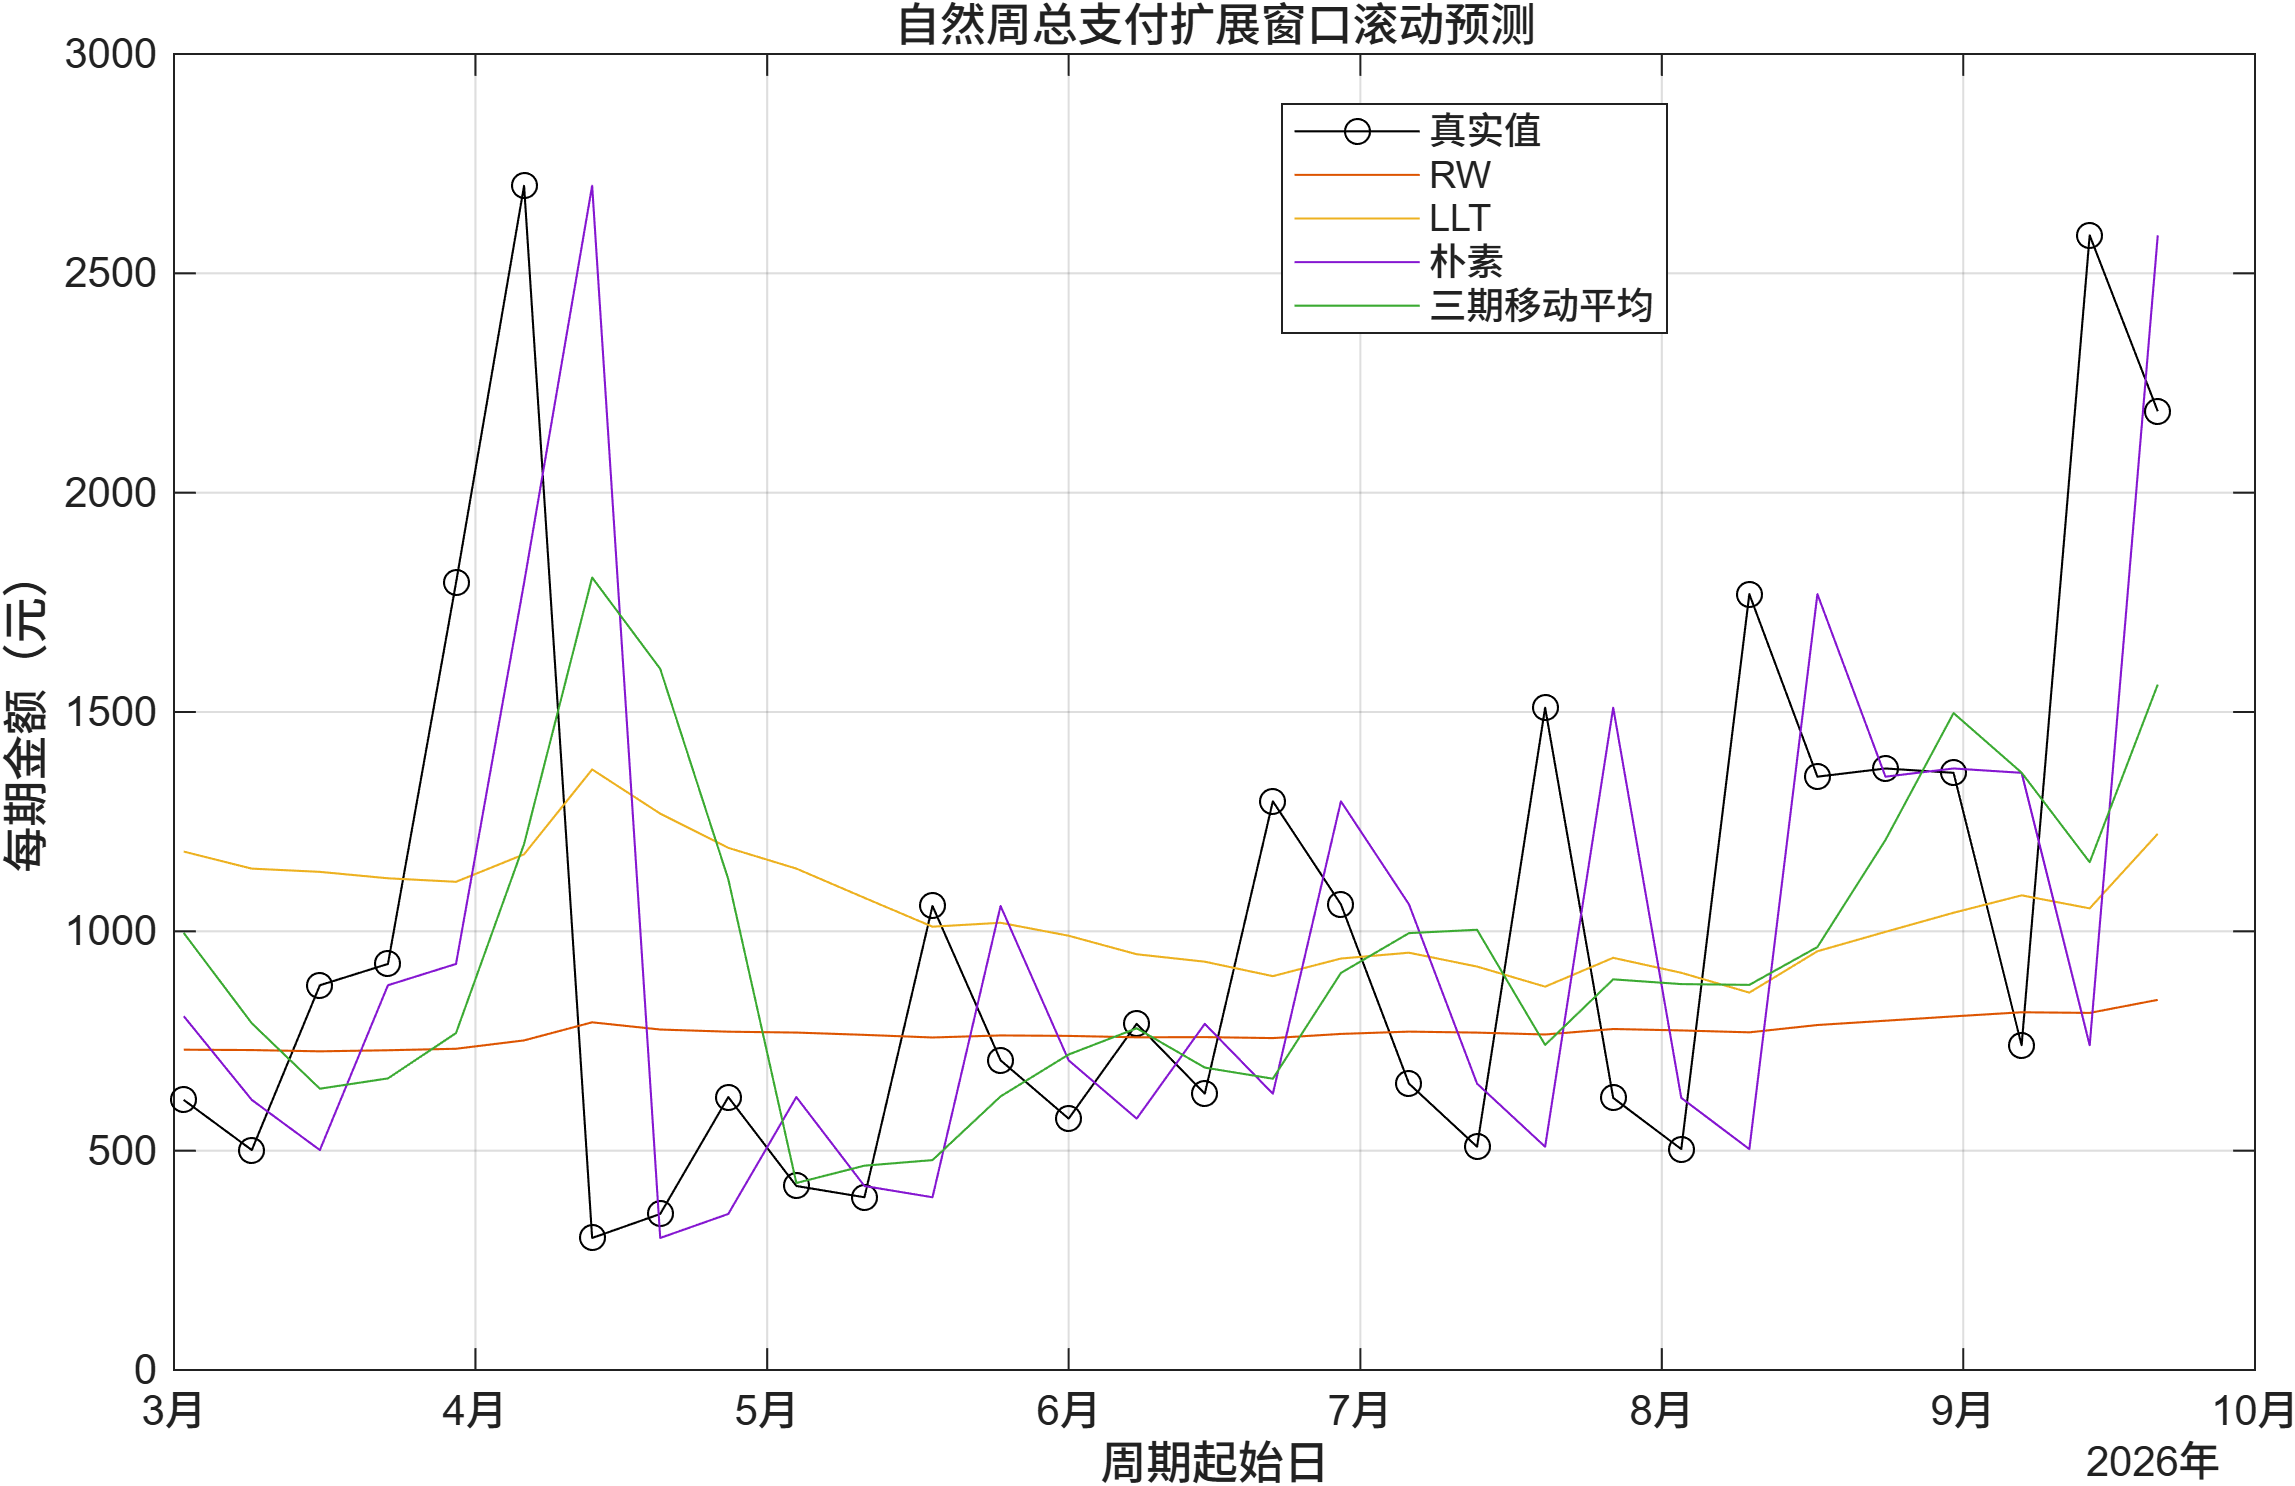 自然周总支付扩展窗口滚动预测
3000
2500
2000
1500
1000
500
0
每期金额（元）
真实值
RW
LLT
朴素
三期移动平均
3月
4月
5月
6月
7月
8月
9月
10月
周期起始日
2026年